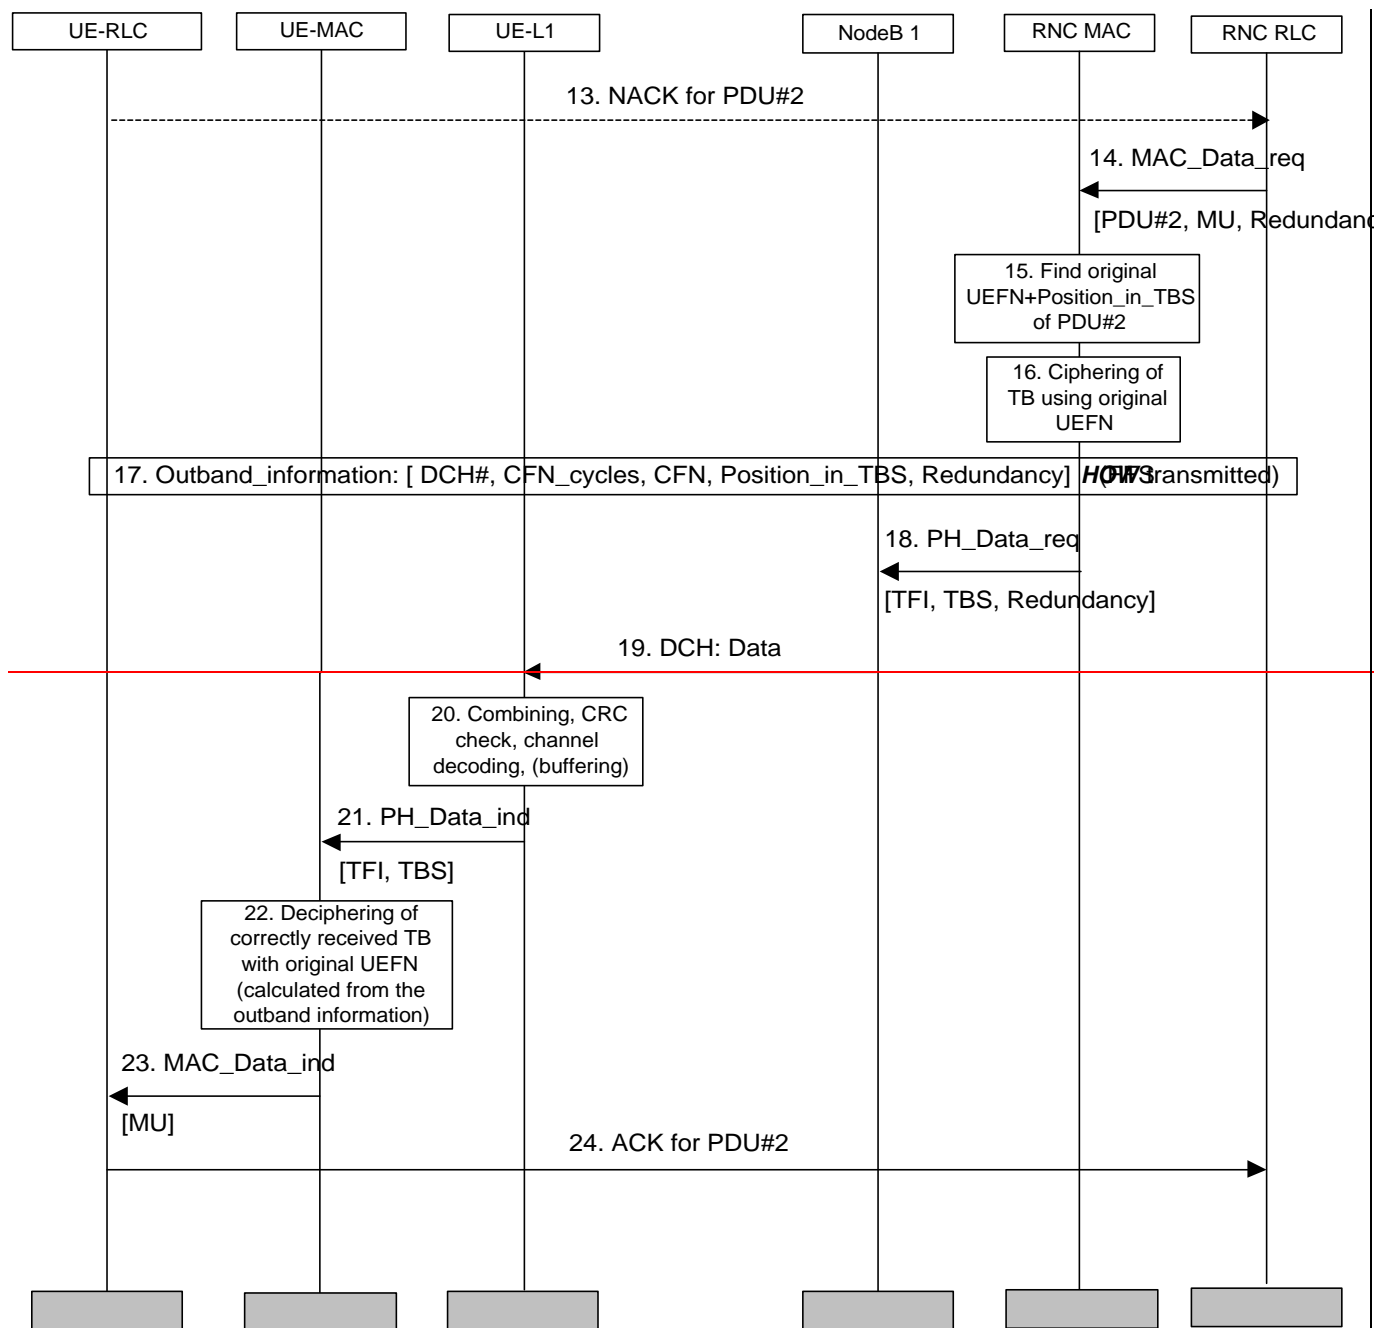 UE-RLC
UE-MAC
UE-L1
NodeB 1
RNC MAC
RNC RLC
13. NACK for PDU#2
14. MAC_Data_req
[PDU#2, MU, Redundanc
15. Find original
UEFN+Position_in_TBS
of PDU#2
16. Ciphering of
TB using original
UEFN
17. Outband_information: [ DCH#, CFN_cycles, CFN, Position_in_TBS, Redundancy] transmitted)
18. PH_Data_req
[TFI, TBS, Redundancy]
19. DCH: Data
20. Combining, CRC
check, channel
decoding, (buffering)
21. PH_Data_ind
[TFI, TBS]
22. Deciphering of
correctly received TB
with original UEFN
(calculated from the
outband information)
23. MAC_Data_ind
[MU]
24. ACK for PDU#2